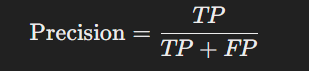 Precision = TP / TP + FP